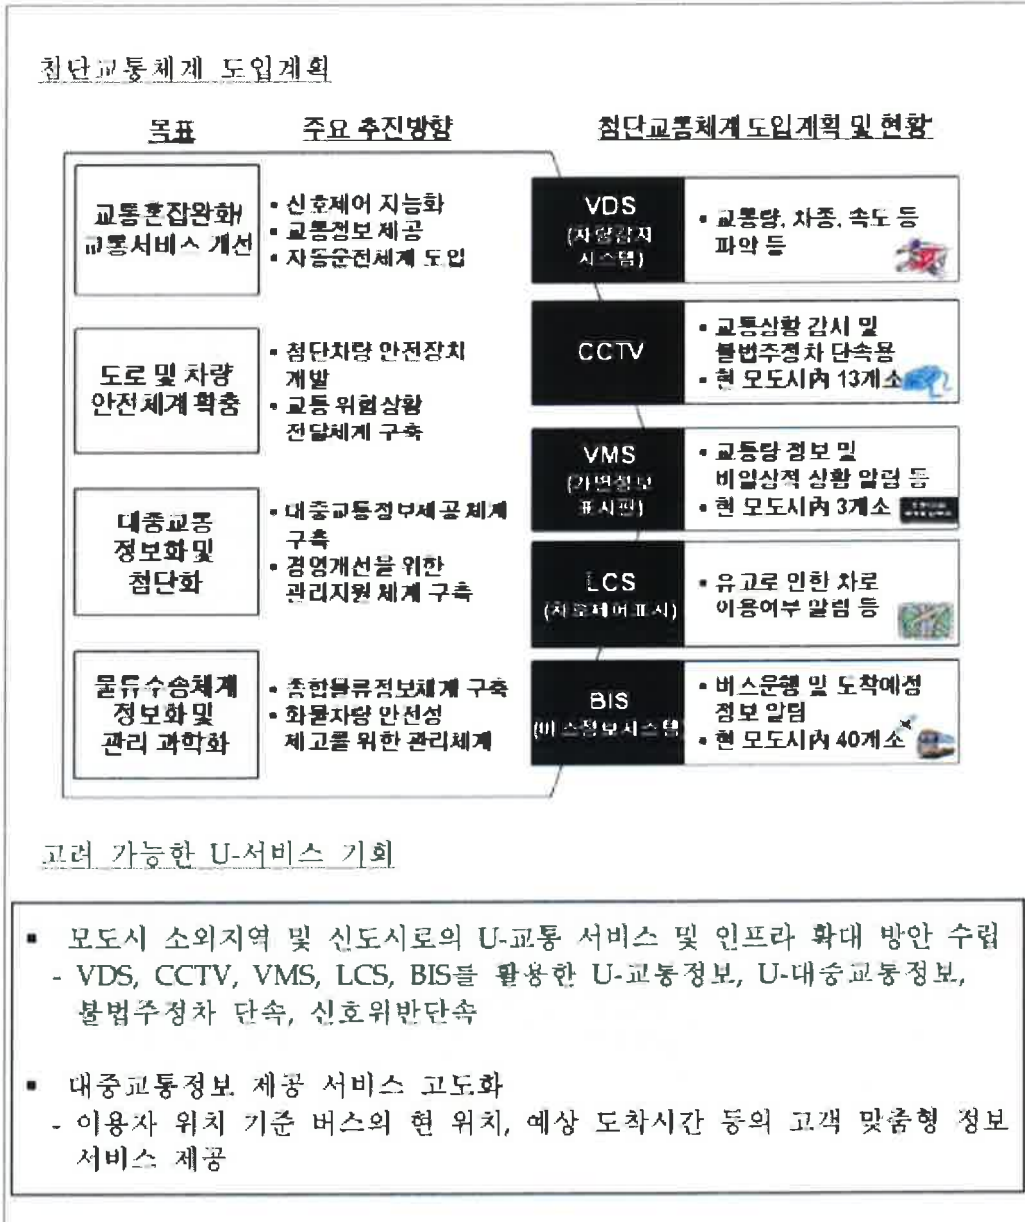 첨단교통체계 도입계획
목표
주요 추진방향
첨단교통체계 도입계획 및 현황
교통혼잡완화/
교통서비스 개선
• 신호제어 지능화
• 교통정보 제공
• 자동운전체계 도입
VDS
(차량감지
시스템)
• 교통량, 차종, 속도 등
파악 등
도로 및 차량
안전체계 확충
• 첨단차량 안전장치
개발
• 교통 위험상황
전달체계 구축
CCTV
• 교통상황 감시 및
불법주정차 단속용
• 현 모도시內 13개소
대중교통
정보화 및
첨단화
• 대중교통정보제공 체계
구축
• 경영개선을 위한
관리지원 체계 구축
VMS
(가변정보
표시판)
• 교통량 정보 및
비일상적 상황 알림 등
• 현 모도시內 3개소
LCS
(차로제어표시)
• 유고로 인한 차로
이용여부 알림 등
물류수송체계
정보화 및
관리 과학화
• 종합물류정보체계 구축
• 화물차량 안전성
제고를 위한 관리체계
BIS
(버스정보시스템)
• 버스운행 및 도착예정
정보 알림
• 현 모도시內 40개소
고려 가능한 U-서비스 기회
▪ 모도시 소외지역 및 신도시로의 U-교통 서비스 및 인프라 확대 방안 수립
- VDS, CCTV, VMS, LCS, BIS를 활용한 U-교통정보, U-대중교통정보,
불법주정차 단속, 신호위반단속
▪ 대중교통정보 제공 서비스 고도화
- 이용자 위치 기준 버스의 현 위치, 예상 도착시간 등의 고객 맞춤형 정보
서비스 제공